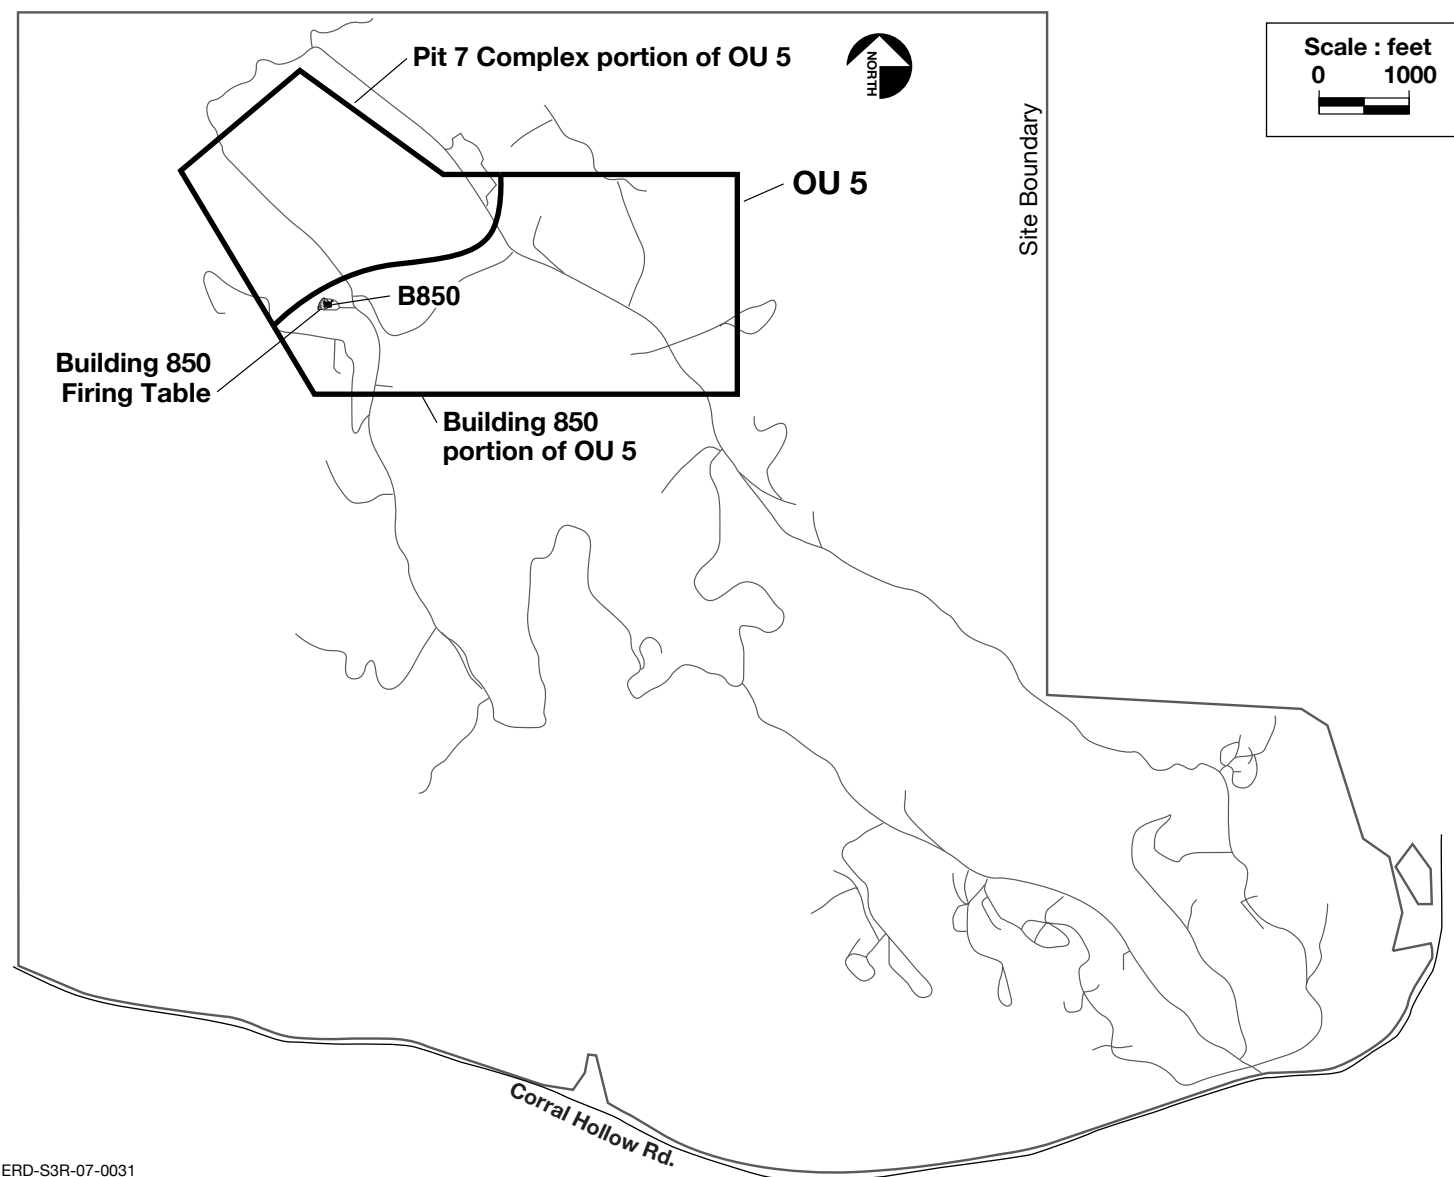 Pit 7 Complex portion of OU 5
NORTH
Scale : feet
0 1000
Site Boundary
OU 5
B850
Building 850
Firing Table
Building 850
portion of OU 5
Corral Hollow Rd.
ERD-S3R-07-0031